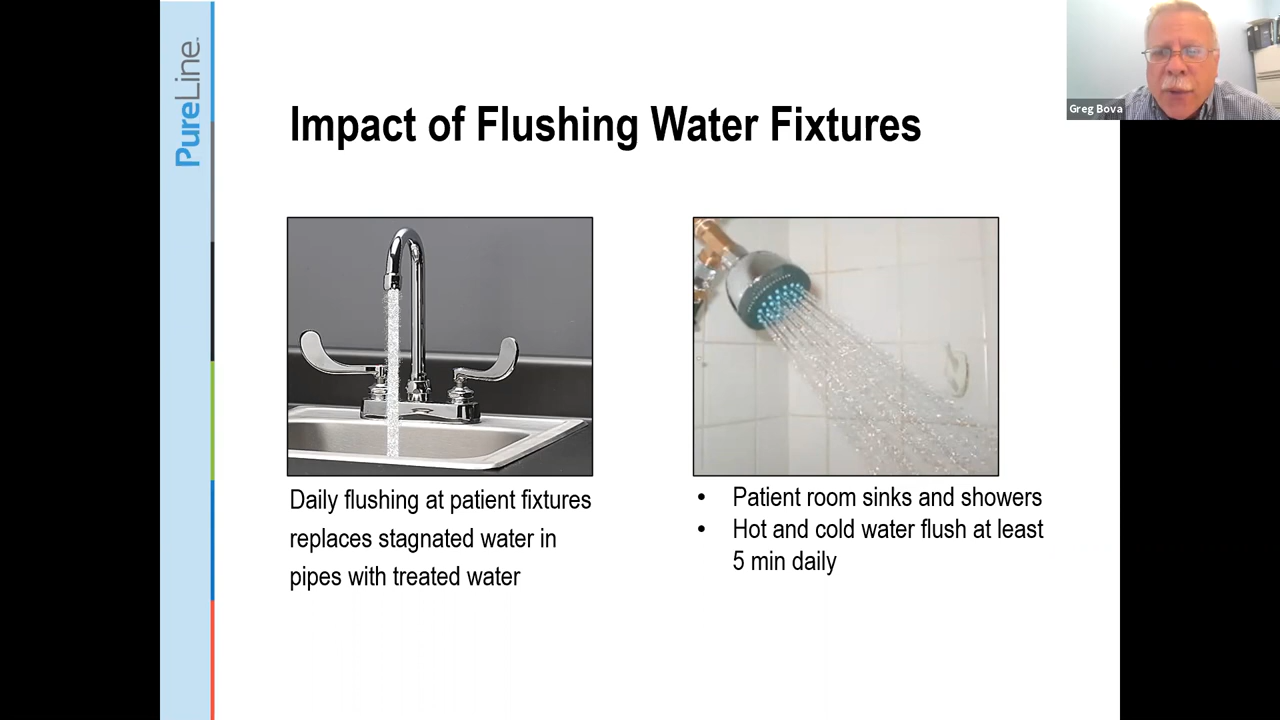 PureLine
Impact of Flushing Water Fixtures
Greg Bova
Daily flushing at patient fixtures
replaces stagnated water in
pipes with treated water
• Patient room sinks and showers
• Hot and cold water flush at least
5 min daily